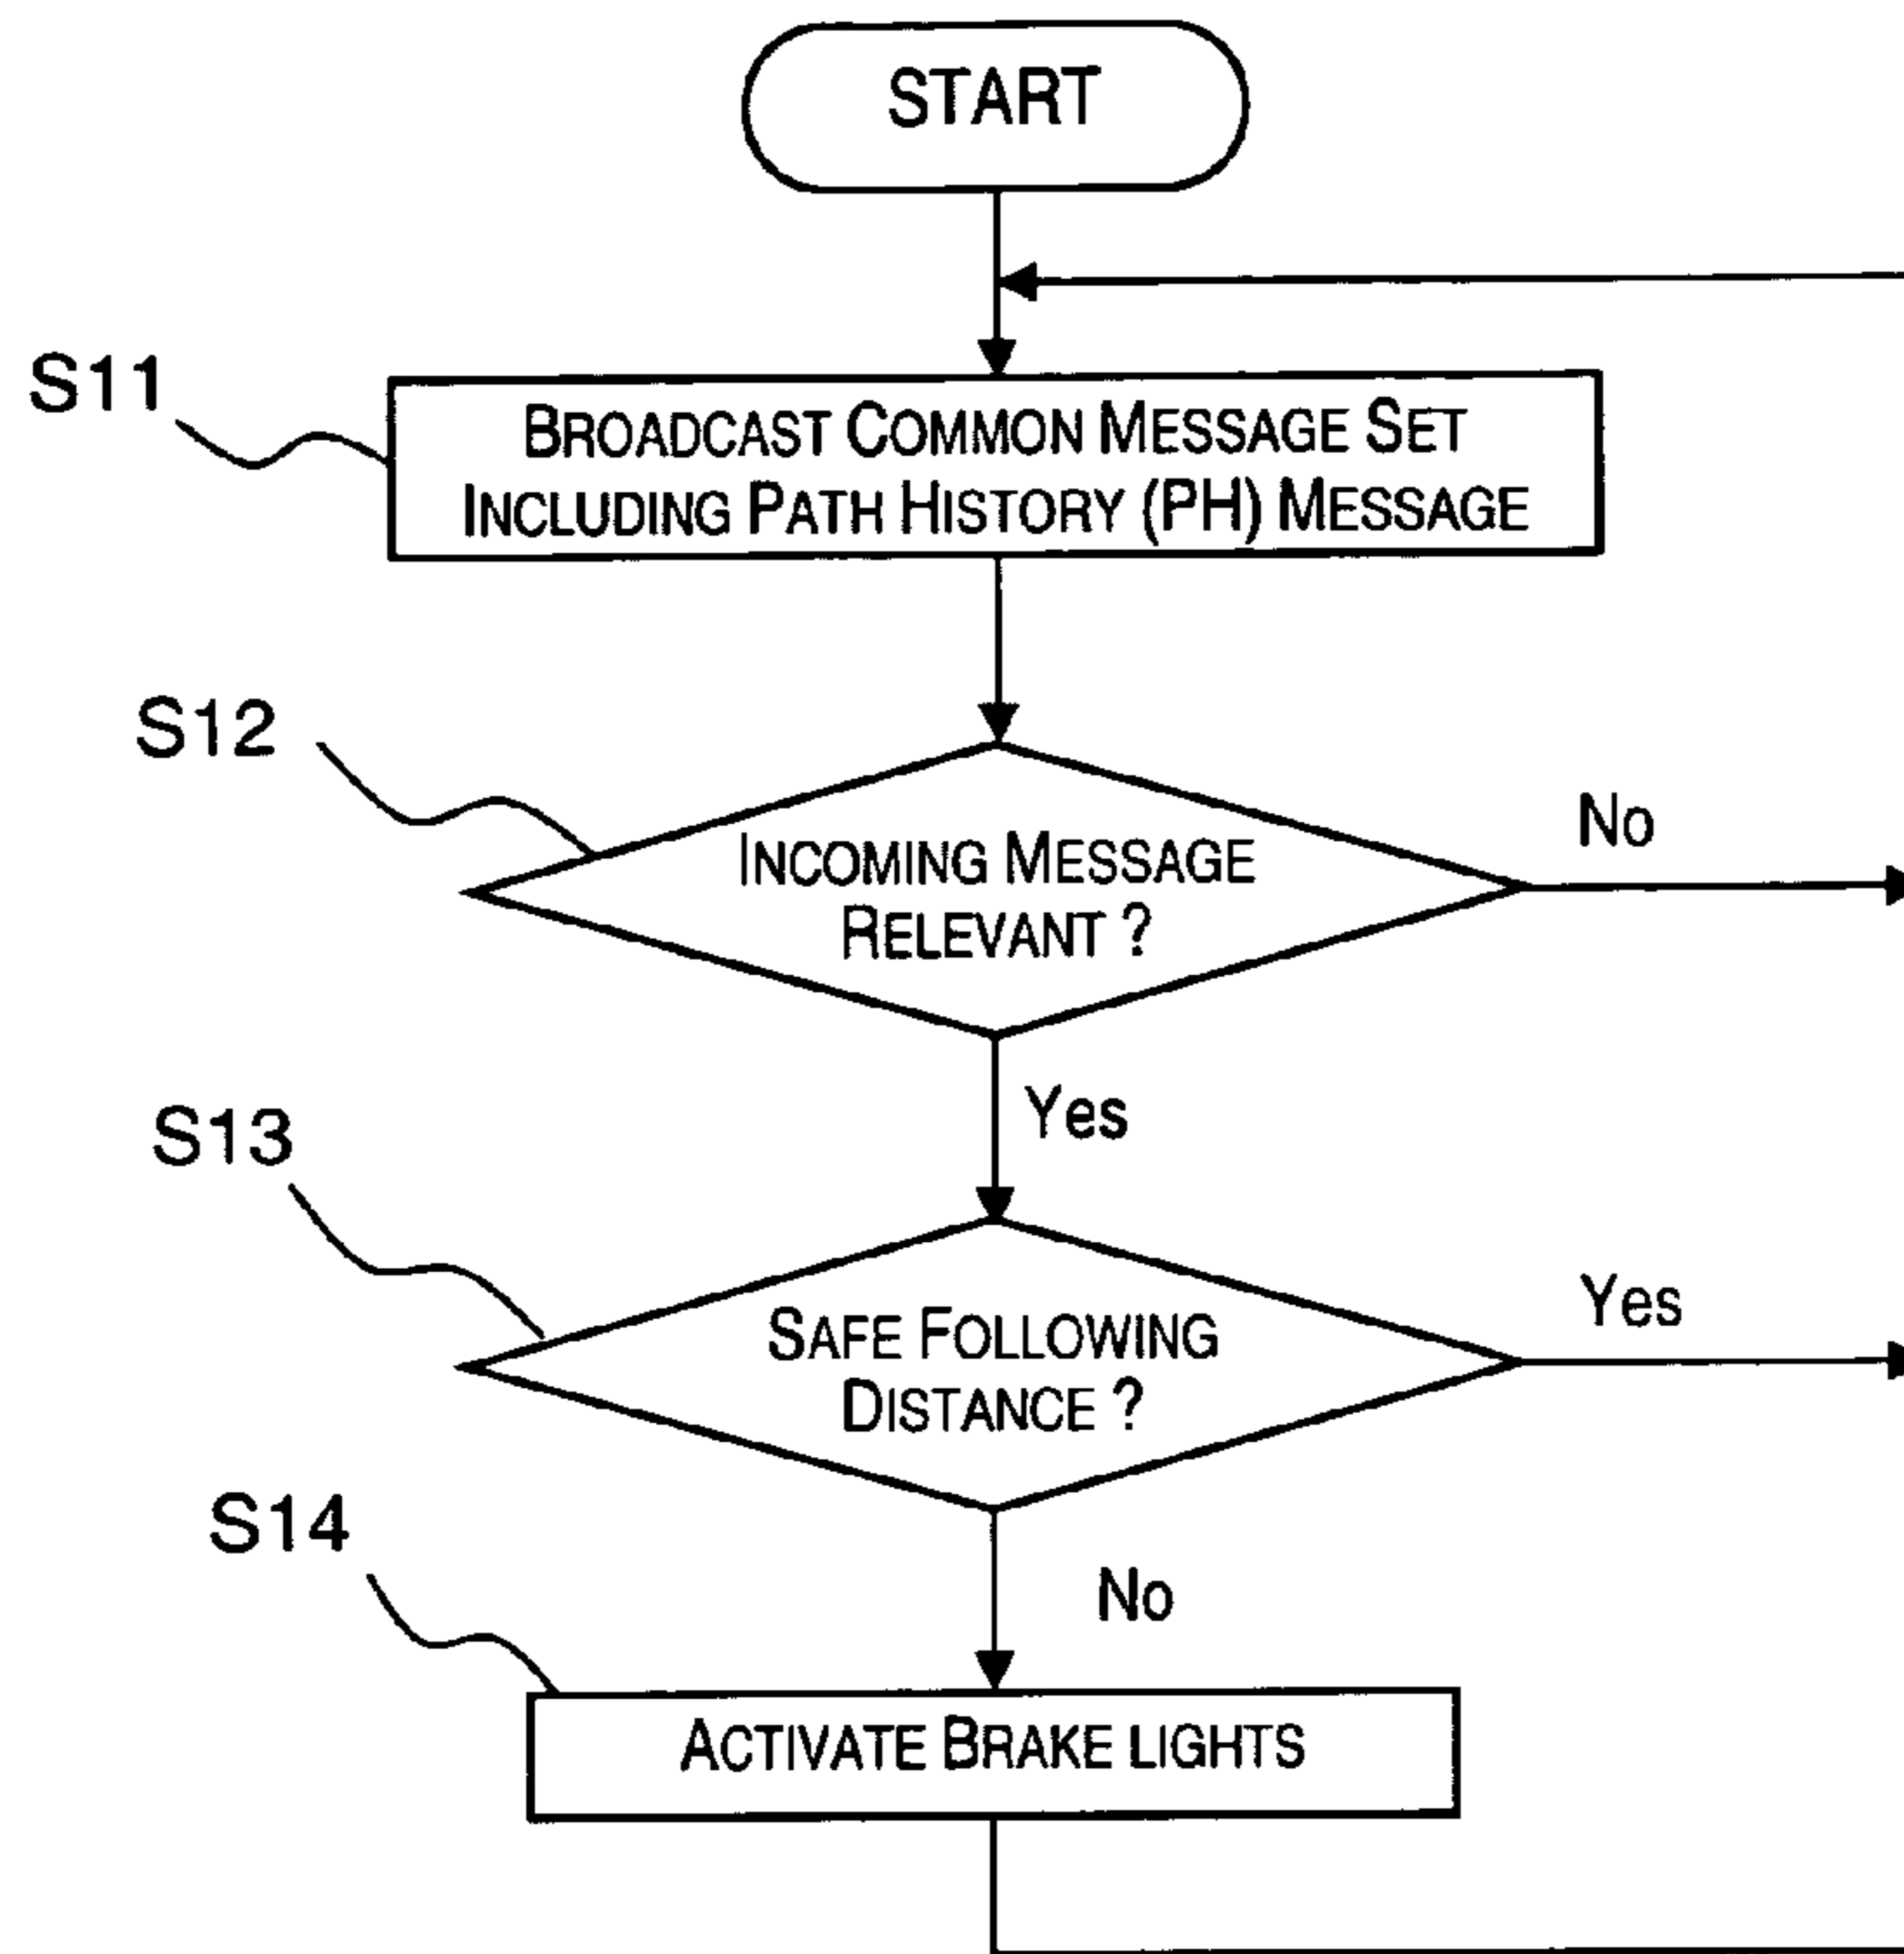 START
S11
BROADCAST COMMON MESSAGE SET
INCLUDING PATH HISTORY (PH) MESSAGE
S12
INCOMING MESSAGE
RELEVANT ?
No
Yes
S13
SAFE FOLLOWING
DISTANCE ?
Yes
No
S14
ACTIVATE BRAKE LIGHTS